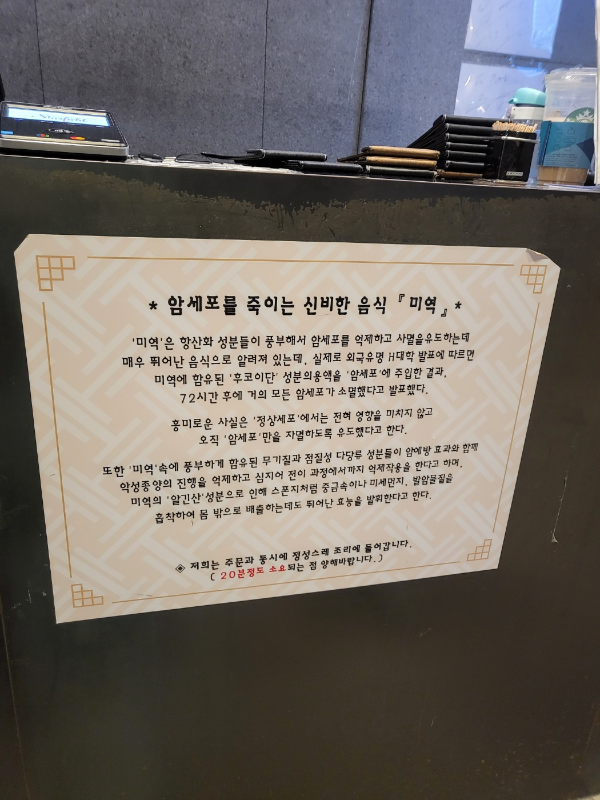 * 암세포를 죽이는 신비한 음식 『미역』*
'미역'은 항산화 성분들이 풍부해서 암세포를 억제하고 사멸을유도하는데
매우 뛰어난 음식으로 알려져 있는데, 실제로 외국유명 H대학 발표에 따르면
미역에 함유된 '후코이단' 성분의용액을 '암세포'에 주입한 결과,
72시간 후에 거의 모든 암세포가 소멸했다고 발표했다.
흥미로운 사실은 '정상세포'에서는 전혀 영향을 미치지 않고
오직 '암세포'만을 자멸하도록 유도했다고 한다.
또한 '미역'속에 풍부하게 함유된 무기질과 점질성 다당류 성분들이 암예방 효과와 함께
악성종양의 진행을 억제하고 심지어 전이 과정에서까지 억제작용을 한다고 하며,
미역의 '알긴산'성분으로 인해 스폰지처럼 중금속이나 미세먼지, 발암물질을
흡착하여 몸 밖으로 배출하는데도 뛰어난 효능을 발휘한다고 한다.
◈ 저희는 주문과 동시에 정성스레 조리에 들어갑니다.
( 20분정도 소요되는 점 양해바랍니다.)